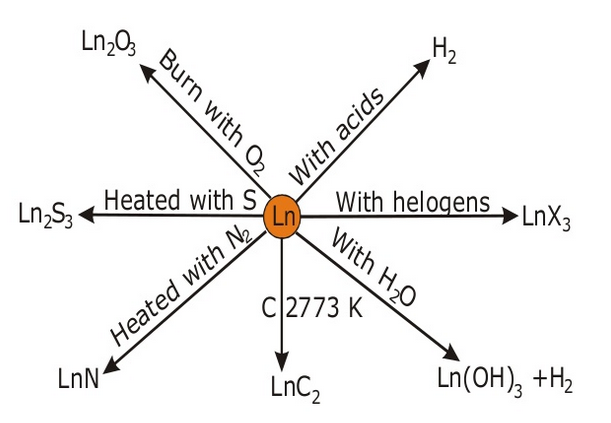 Ln₂O₃
Burn with O₂
With acids
H₂
Ln₂S₃
Heated with S
Ln
With helogens
LnX₃
Heated with N₂
LnN
C 2773 K
LnC₂
With H₂O
Ln(OH)₃ +H₂